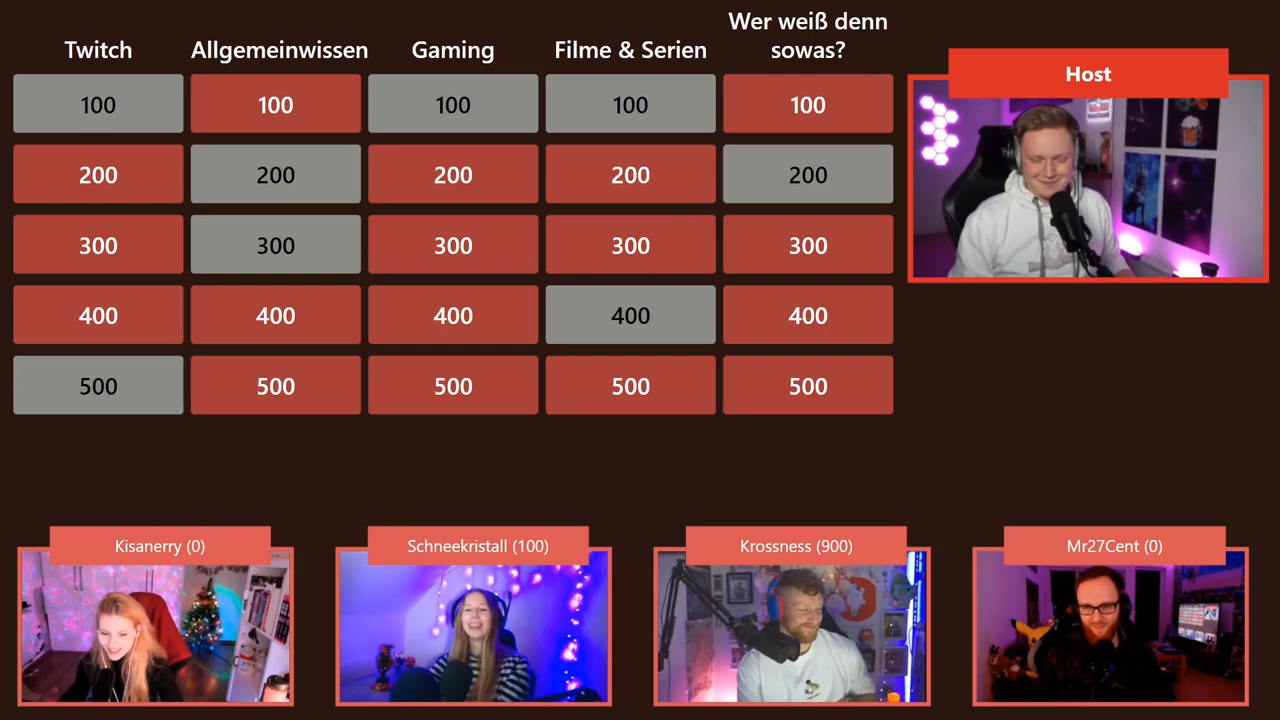 Twitch
Allgemeinwissen
Gaming
Filme & Serien
Wer weiß denn
sowas?
100
100
100
100
100
200
200
200
200
200
300
300
300
300
300
400
400
400
400
400
500
500
500
500
500
Host
Kisanerry (0)
Schneekristall (100)
Krossness (900)
Mr27Cent (0)